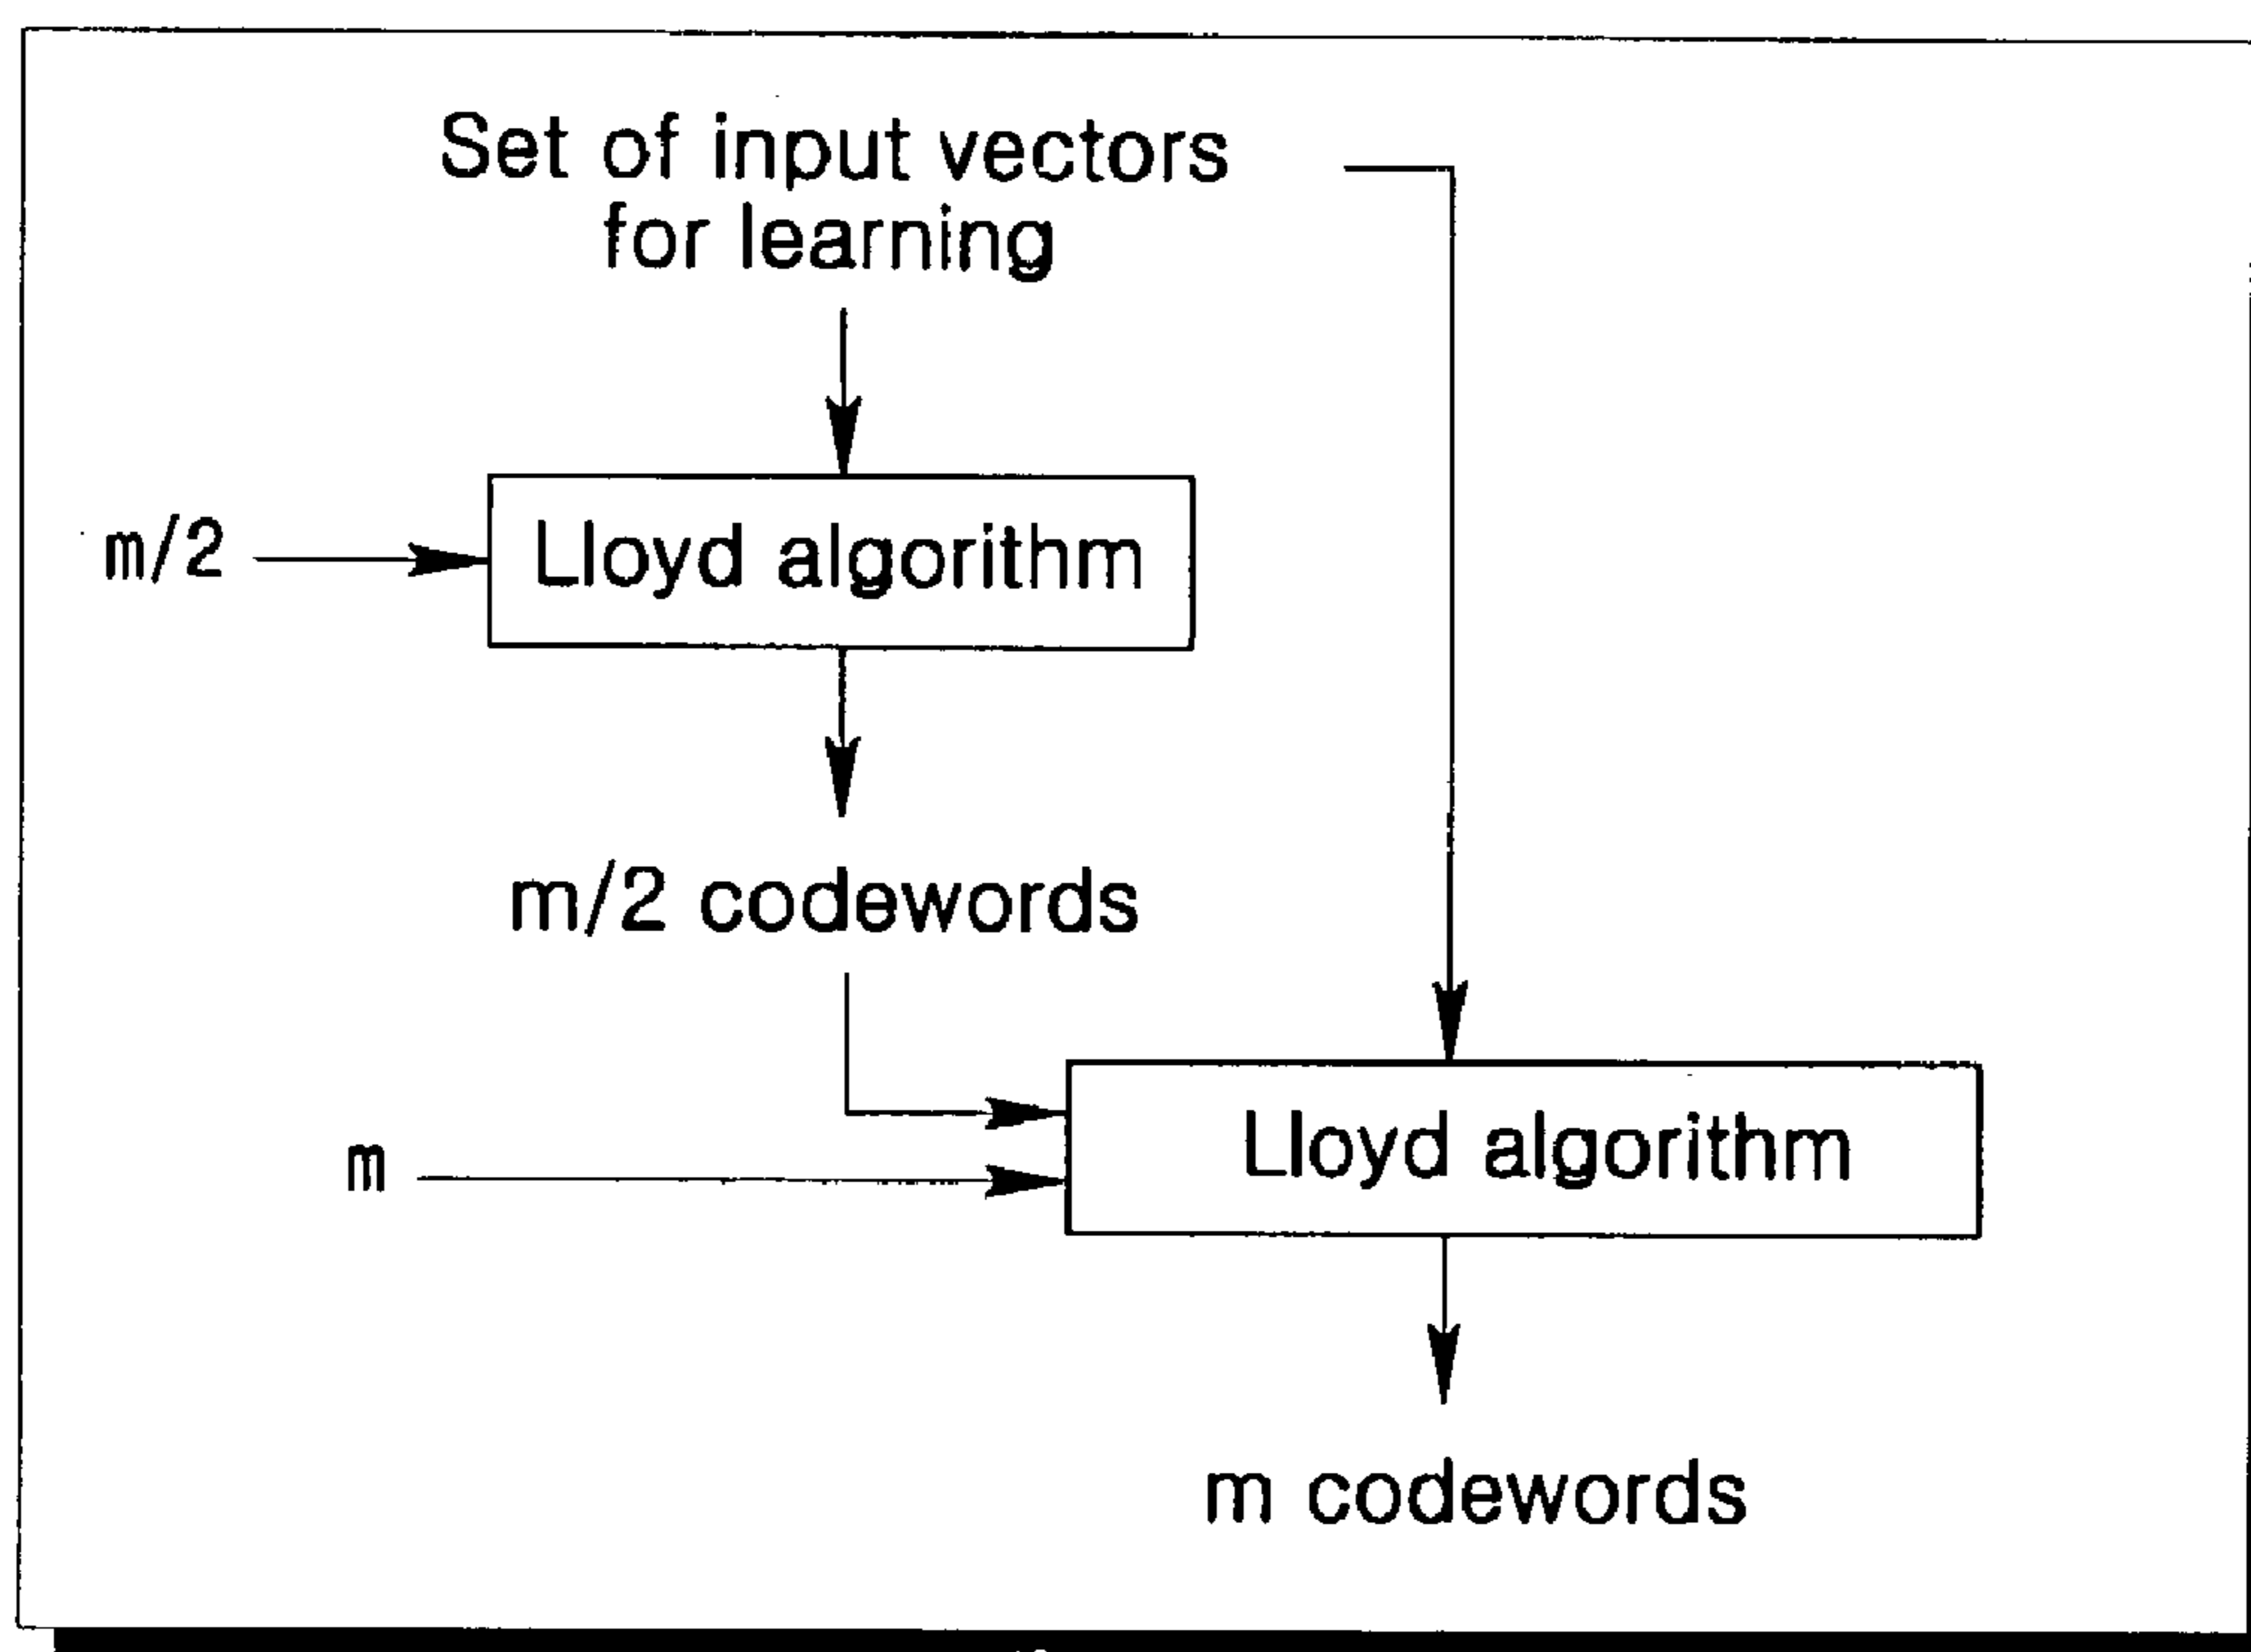 Set of input vectors
for learning
m/2
Lloyd algorithm
m/2 codewords
m
Lloyd algorithm
m codewords